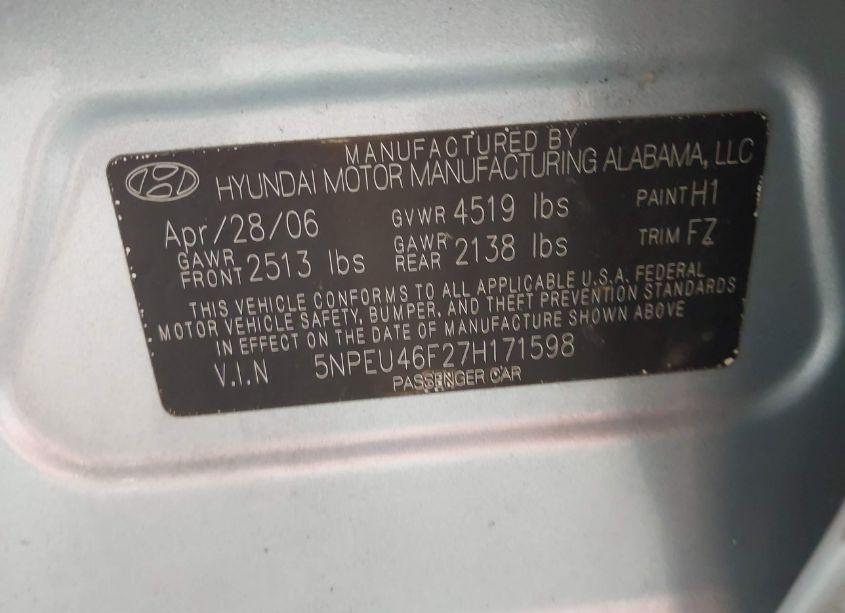 MANUFACTURED BY
HYUNDAI MOTOR MANUFACTURING ALABAMA, LLC
Apr/28/06 GVWR 4519 lbs PAINT H1
GAWR FRONT 2513 lbs GAWR REAR 2138 lbs TRIM FZ
THIS VEHICLE CONFORMS TO ALL APPLICABLE U.S.A. FEDERAL
MOTOR VEHICLE SAFETY, BUMPER, AND THEFT PREVENTION STANDARDS
IN EFFECT ON THE DATE OF MANUFACTURE SHOWN ABOVE
V.I.N 5NPEU46F27H171598
PASSENGER CAR